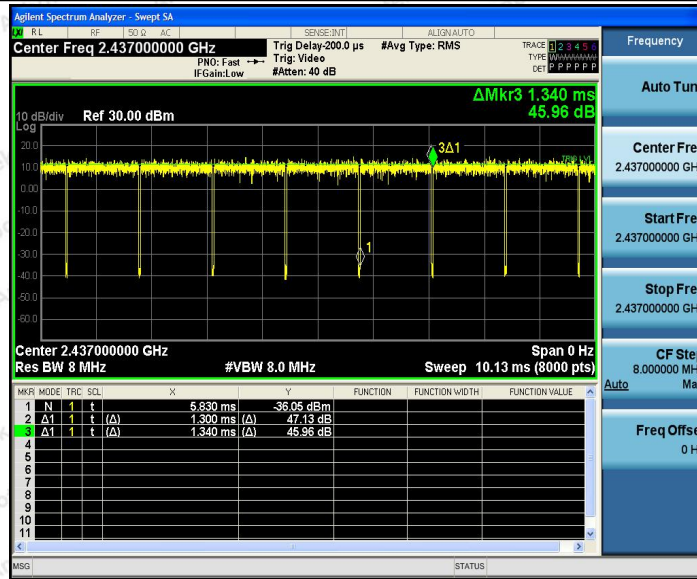 Agilent Spectrum Analyzer - Swept SA
LXI RL RF 50 Ω AC SENSE:INT ALIGNAUTO
Center Freq 2.437000000 GHz
PNO: Fast
IFGain:Low
Trig Delay-200.0 µs
Trig: Video
#Atten: 40 dB
#Avg Type: RMS
TRACE 1 2 3 4 5 6
TYPE
DET P P P P P P
ΔMkr3 1.340 ms
45.96 dB
10 dB/div Ref 30.00 dBm
Log
20.0
10.0
0.00
-10.0
-20.0
-30.0
-40.0
-50.0
-60.0
3Δ1
TRIG LVL
1
Center 2.437000000 GHz Span 0 Hz
Res BW 8 MHz #VBW 8.0 MHz Sweep 10.13 ms (8000 pts)
MKR MODE TRC SCL X Y FUNCTION FUNCTION WIDTH FUNCTION VALUE
1 N 1 t 5.830 ms -36.05 dBm
2 Δ1 1 t (Δ) 1.300 ms (Δ) 47.13 dB
3 Δ1 1 t (Δ) 1.340 ms (Δ) 45.96 dB
4
5
6
7
8
9
10
11
MSG STATUS
Frequency
Auto Tun
Center Fre
2.437000000 GH
Start Fre
2.437000000 GH
Stop Fre
2.437000000 GH
CF Ste
8.000000 MH
Auto Ma
Freq Offse
0 H